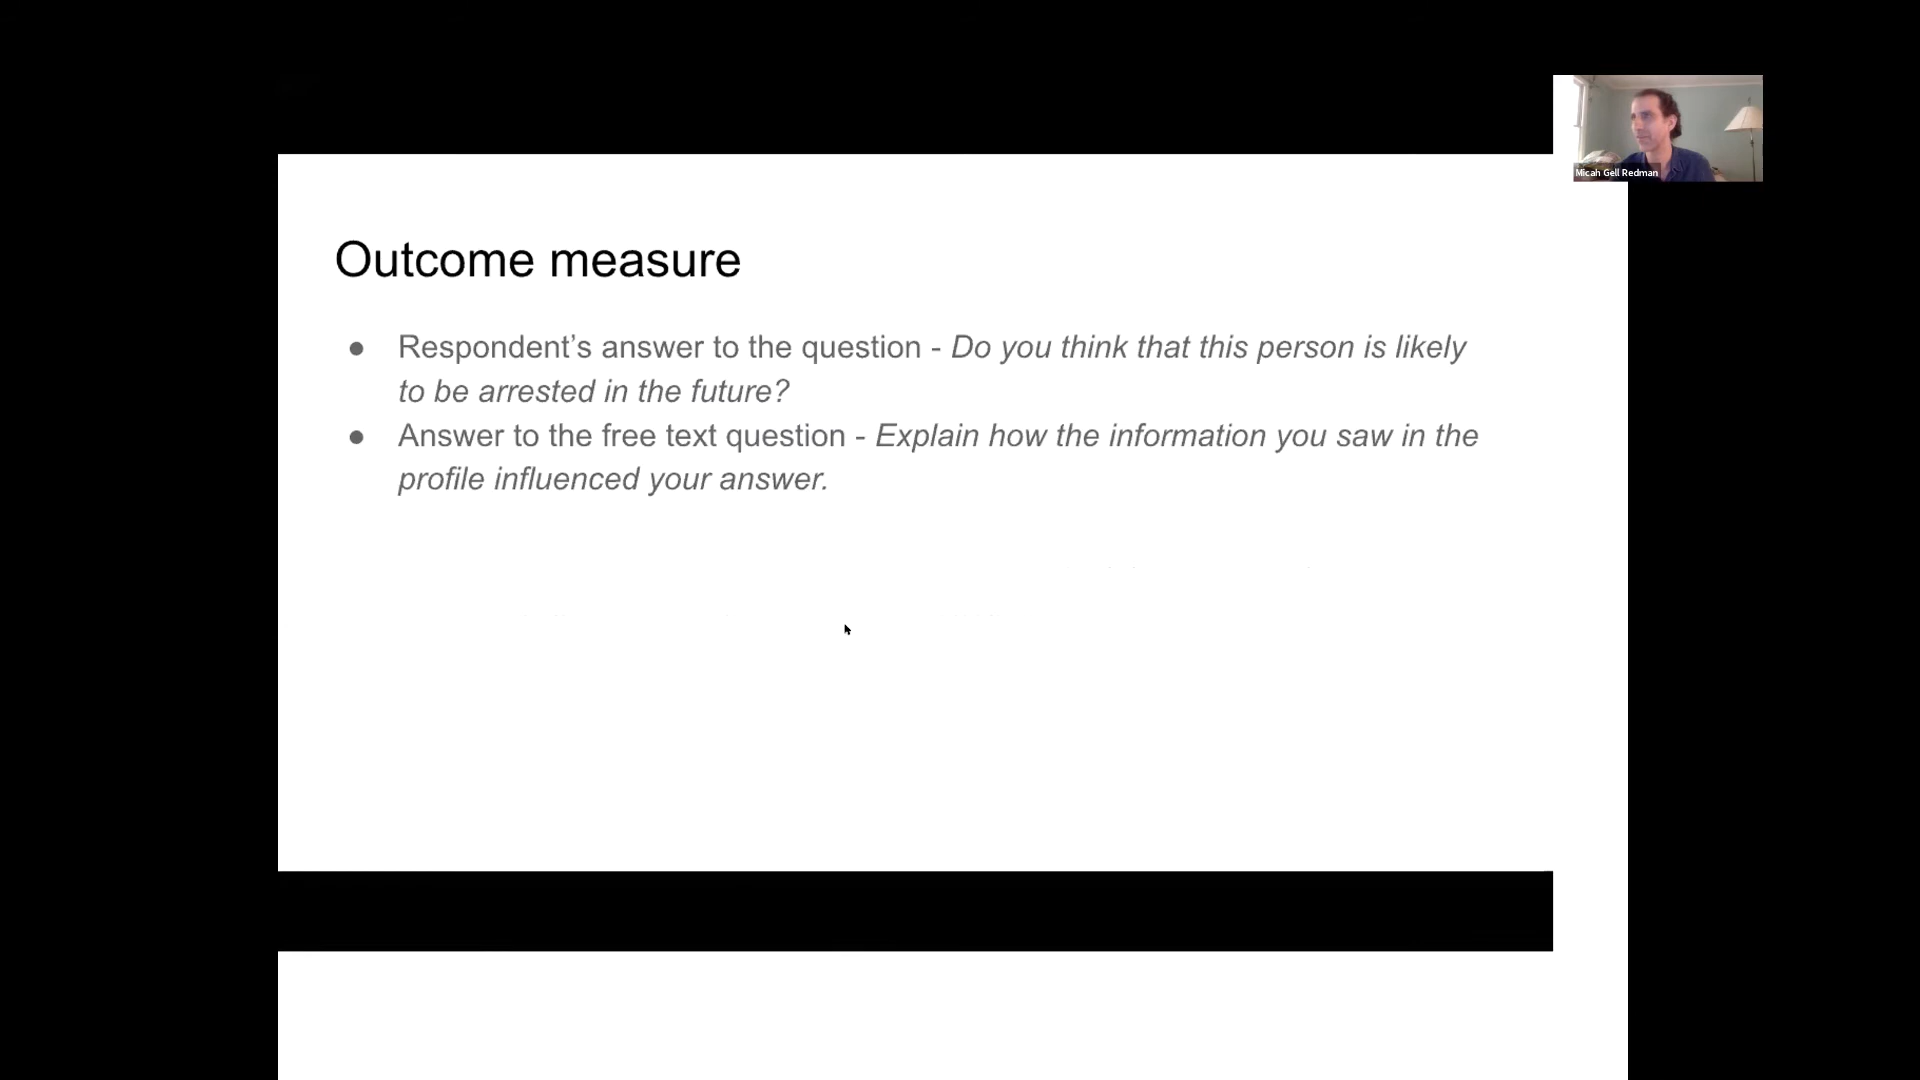 Micah Gell Redman
Outcome measure
● Respondent’s answer to the question - Do you think that this person is likely
to be arrested in the future?
● Answer to the free text question - Explain how the information you saw in the
profile influenced your answer.